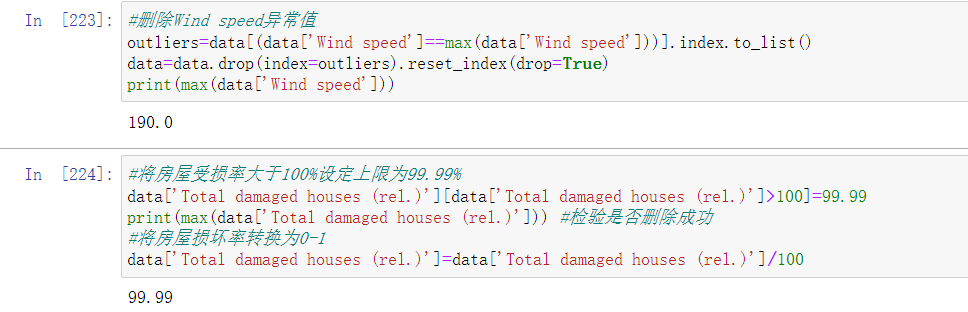 In [223]:
#删除Wind speed异常值
outliers=data[(data['Wind speed']==max(data['Wind speed']))].index.to_list()
data=data.drop(index=outliers).reset_index(drop=True)
print(max(data['Wind speed']))
190.0
In [224]:
#将房屋受损率大于100%设定上限为99.99%
data['Total damaged houses (rel.)'][data['Total damaged houses (rel.)']>100]=99.99
print(max(data['Total damaged houses (rel.)'])) #检验是否删除成功
#将房屋损坏率转换为0-1
data['Total damaged houses (rel.)']=data['Total damaged houses (rel.)']/100
99.99